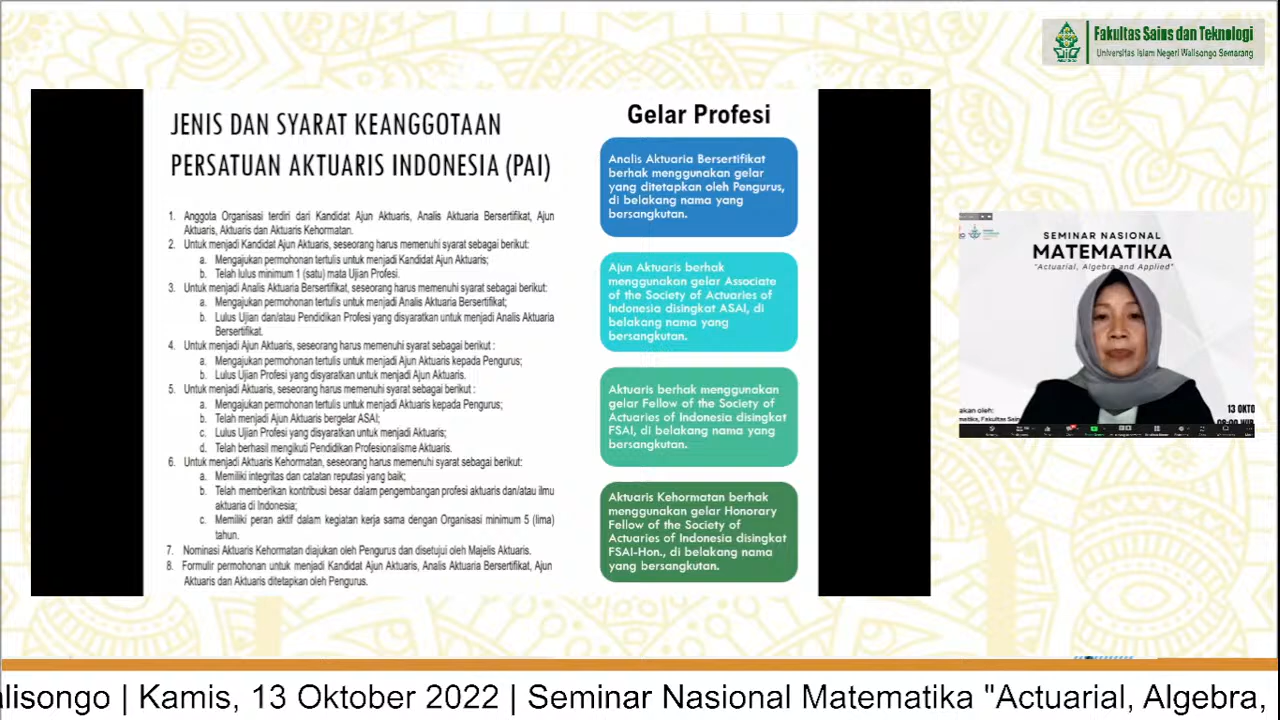 Fakultas Sains dan Teknologi
Universitas Islam Negeri Walisongo Semarang
JENIS DAN SYARAT KEANGGOTAAN
PERSATUAN AKTUARIS INDONESIA (PAI)
1. Anggota Organisasi terdiri dari Kandidat Ajun Aktuaris, Analis Aktuaria Bersertifikat, Ajun
Aktuaris, Aktuaris dan Aktuaris Kehormatan.
2. Untuk menjadi Kandidat Ajun Aktuaris, seseorang harus memenuhi syarat sebagai berikut:
a. Mengajukan permohonan tertulis untuk menjadi Kandidat Ajun Aktuaris;
b. Telah lulus minimum 1 (satu) mata Ujian Profesi.
3. Untuk menjadi Analis Aktuaria Bersertifikat, seseorang harus memenuhi syarat sebagai berikut:
a. Mengajukan permohonan tertulis untuk menjadi Analis Aktuaria Bersertifikat;
b. Lulus Ujian dan/atau Pendidikan Profesi yang disyaratkan untuk menjadi Analis Aktuaria
Bersertifikat.
4. Untuk menjadi Ajun Aktuaris, seseorang harus memenuhi syarat sebagai berikut :
a. Mengajukan permohonan tertulis untuk menjadi Ajun Aktuaris kepada Pengurus;
b. Lulus Ujian Profesi yang disyaratkan untuk menjadi Ajun Aktuaris.
5. Untuk menjadi Aktuaris, seseorang harus memenuhi syarat sebagai berikut :
a. Mengajukan permohonan tertulis untuk menjadi Aktuaris kepada Pengurus;
b. Telah menjadi Ajun Aktuaris bergelar ASAI;
c. Lulus Ujian Profesi yang disyaratkan untuk menjadi Aktuaris;
d. Telah berhasil mengikuti Pendidikan Profesionalisme Aktuaris.
6. Untuk menjadi Aktuaris Kehormatan, seseorang harus memenuhi syarat sebagai berikut:
a. Memiliki integritas dan catatan reputasi yang baik;
b. Telah memberikan kontribusi besar dalam pengembangan profesi aktuaris dan/atau ilmu
aktuaria di Indonesia;
c. Memiliki peran aktif dalam kegiatan kerja sama dengan Organisasi minimum 5 (lima)
tahun.
7. Nominasi Aktuaris Kehormatan diajukan oleh Pengurus dan disetujui oleh Majelis Aktuaris.
8. Formulir permohonan untuk menjadi Kandidat Ajun Aktuaris, Analis Aktuaria Bersertifikat, Ajun
Aktuaris dan Aktuaris ditetapkan oleh Pengurus.
Gelar Profesi
Analis Aktuaria Bersertifikat
berhak menggunakan gelar
yang ditetapkan oleh Pengurus,
di belakang nama yang
bersangkutan.
Ajun Aktuaris berhak
menggunakan gelar Associate
of the Society of Actuaries of
Indonesia disingkat ASAI, di
belakang nama yang
bersangkutan.
Aktuaris berhak menggunakan
gelar Fellow of the Society of
Actuaries of Indonesia disingkat
FSAI, di belakang nama yang
bersangkutan.
Aktuaris Kehormatan berhak
menggunakan gelar Honorary
Fellow of the Society of
Actuaries of Indonesia disingkat
FSAI-Hon., di belakang nama
yang bersangkutan.
SEMINAR NASIONAL
MATEMATIKA
"Actuarial, Algebra and Applied"
akan oleh:
matika, Fakultas Sain
13 OKTO
alisongo | Kamis, 13 Oktober 2022 | Seminar Nasional Matematika "Actuarial, Algebra,